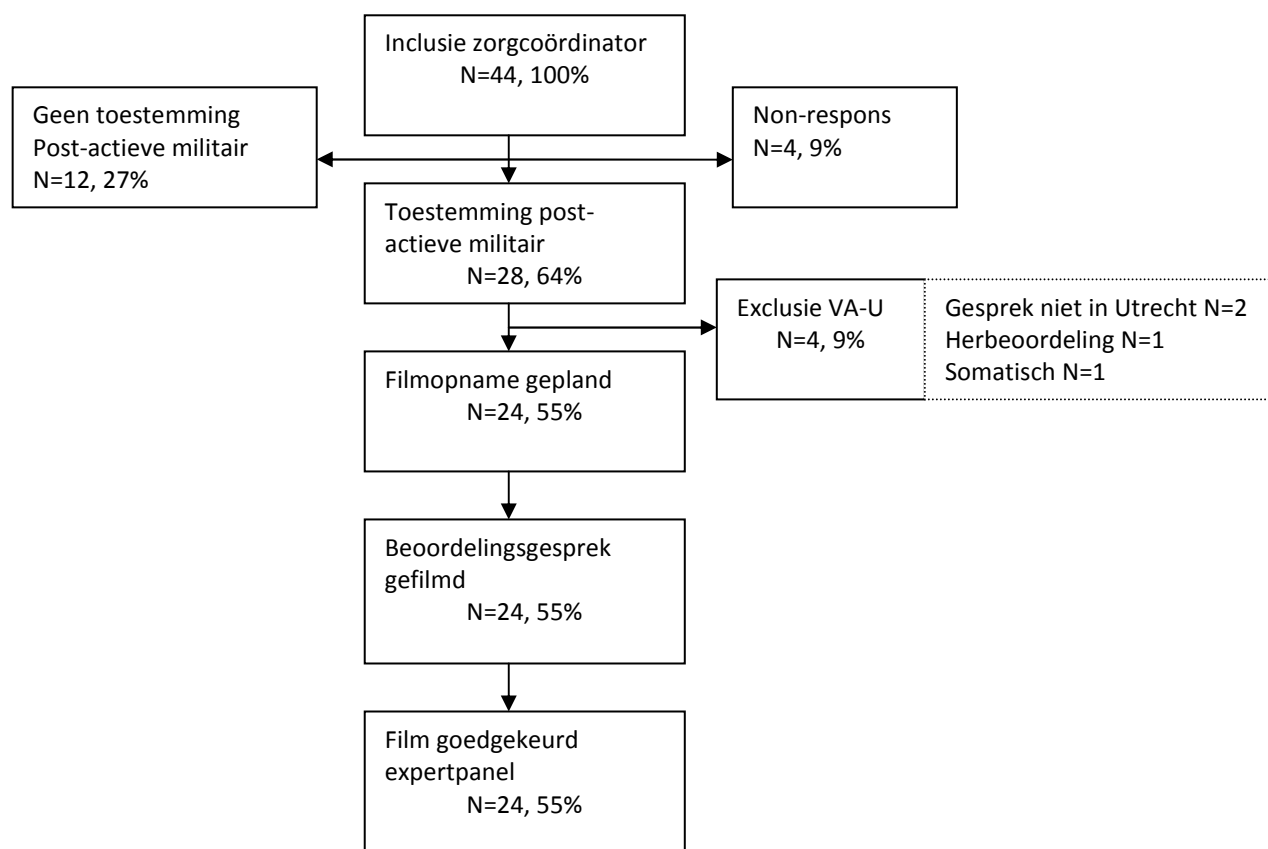 Inclusie zorgcoördinator
N=44, 100%
Geen toestemming
Post-actieve militair
N=12, 27%
Non-respons
N=4, 9%
Toestemming post-
actieve militair
N=28, 64%
Exclusie VA-U
N=4, 9%
Gesprek niet in Utrecht N=2
Herbeoordeling N=1
Somatisch N=1
Filmopname gepland
N=24, 55%
Beoordelingsgesprek
gefilmd
N=24, 55%
Film goedgekeurd
expertpanel
N=24, 55%